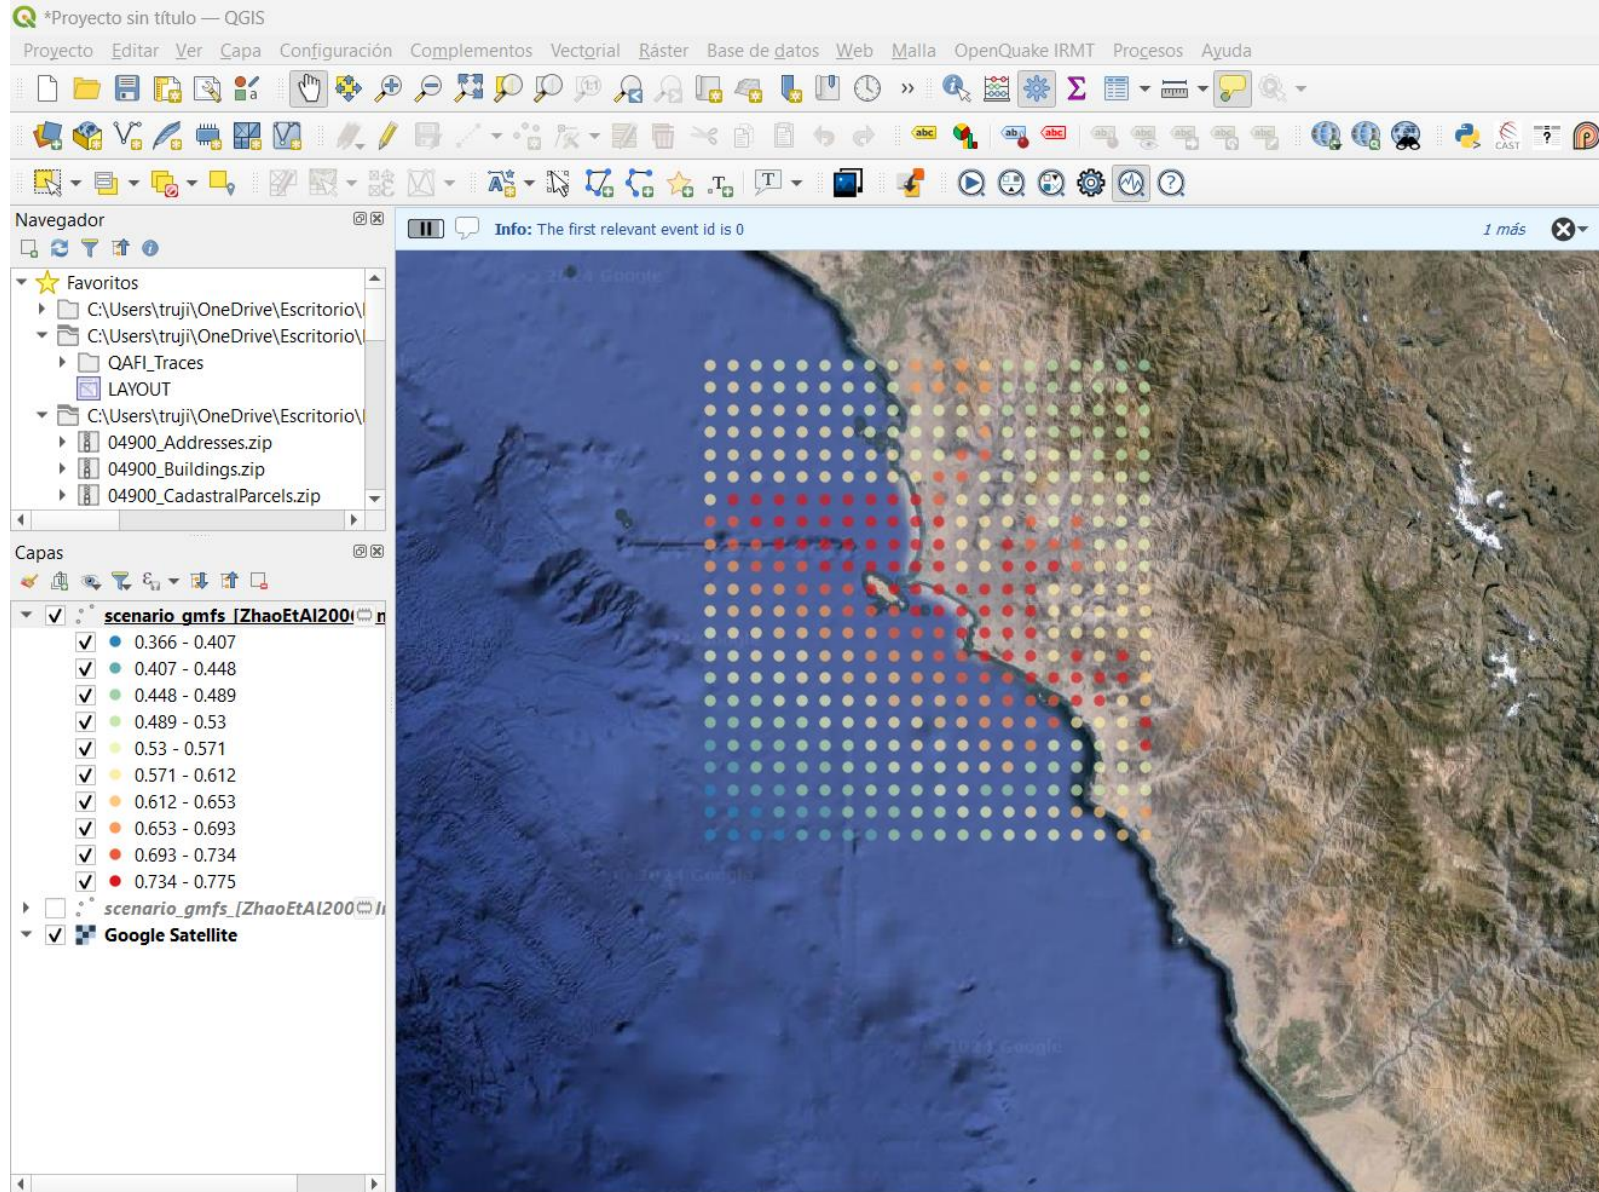 *Proyecto sin título — QGIS
Proyecto Editar Ver Capa Configuración Complementos Vectorial Ráster Base de datos Web Malla OpenQuake IRMT Procesos Ayuda
Navegador
Info: The first relevant event id is 0
1 más
Favoritos
C:\Users\truji\OneDrive\Escritorio\
C:\Users\truji\OneDrive\Escritorio\
QAFI_Traces
LAYOUT
C:\Users\truji\OneDrive\Escritorio\
04900_Addresses.zip
04900_Buildings.zip
04900_CadastralParcels.zip
Capas
scenario_gmfs_[ZhaoEtAl200
0.366 - 0.407
0.407 - 0.448
0.448 - 0.489
0.489 - 0.53
0.53 - 0.571
0.571 - 0.612
0.612 - 0.653
0.653 - 0.693
0.693 - 0.734
0.734 - 0.775
scenario_gmfs_[ZhaoEtAl200
Google Satellite